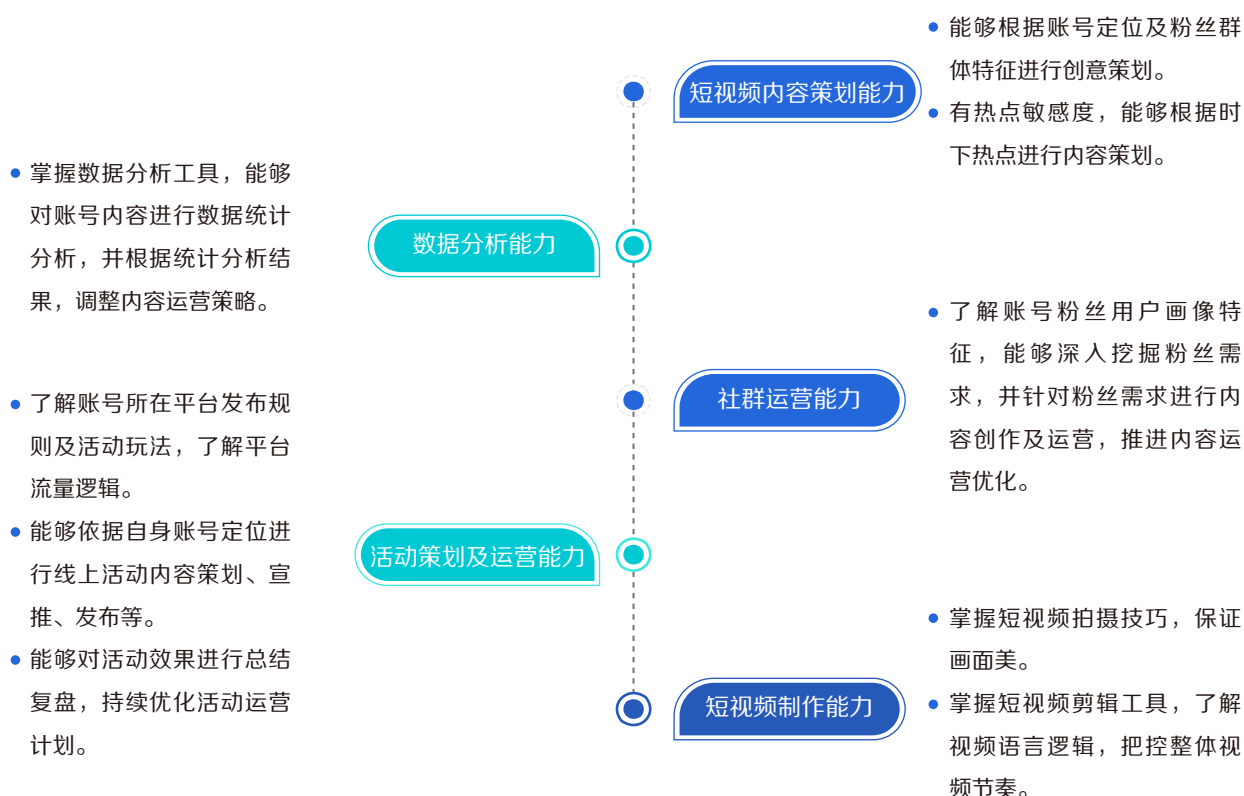 短视频内容策划能力
能够根据账号定位及粉丝群
体特征进行创意策划。
有热点敏感度，能够根据时
下热点进行内容策划。
掌握数据分析工具，能够
对账号内容进行数据统计
分析，并根据统计分析结
果，调整内容运营策略。
数据分析能力
社群运营能力
了解账号粉丝用户画像特
征，能够深入挖掘粉丝需
求，并针对粉丝需求进行内
容创作及运营，推进内容运
营优化。
了解账号所在平台发布规
则及活动玩法，了解平台
流量逻辑。
能够依据自身账号定位进
行线上活动内容策划、宣
推、发布等。
能够对活动效果进行总结
复盘，持续优化活动运营
计划。
活动策划及运营能力
短视频制作能力
掌握短视频拍摄技巧，保证
画面美。
掌握短视频剪辑工具，了解
视频语言逻辑，把控整体视
频节奏。